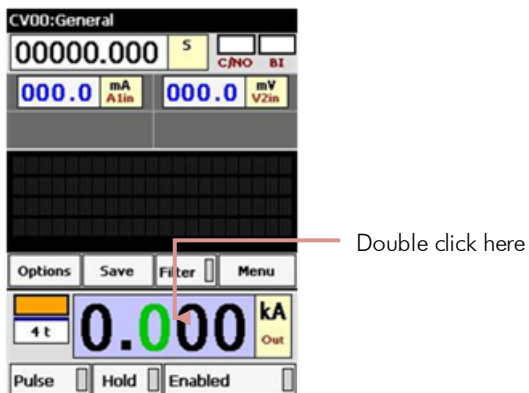 CV00:General
00000.000 s C/NO BI
000.0 mA A1in 000.0 mV V2in
Double click here
Options Save Filter Menu
4 t 0.000 kA Out
Pulse Hold Enabled